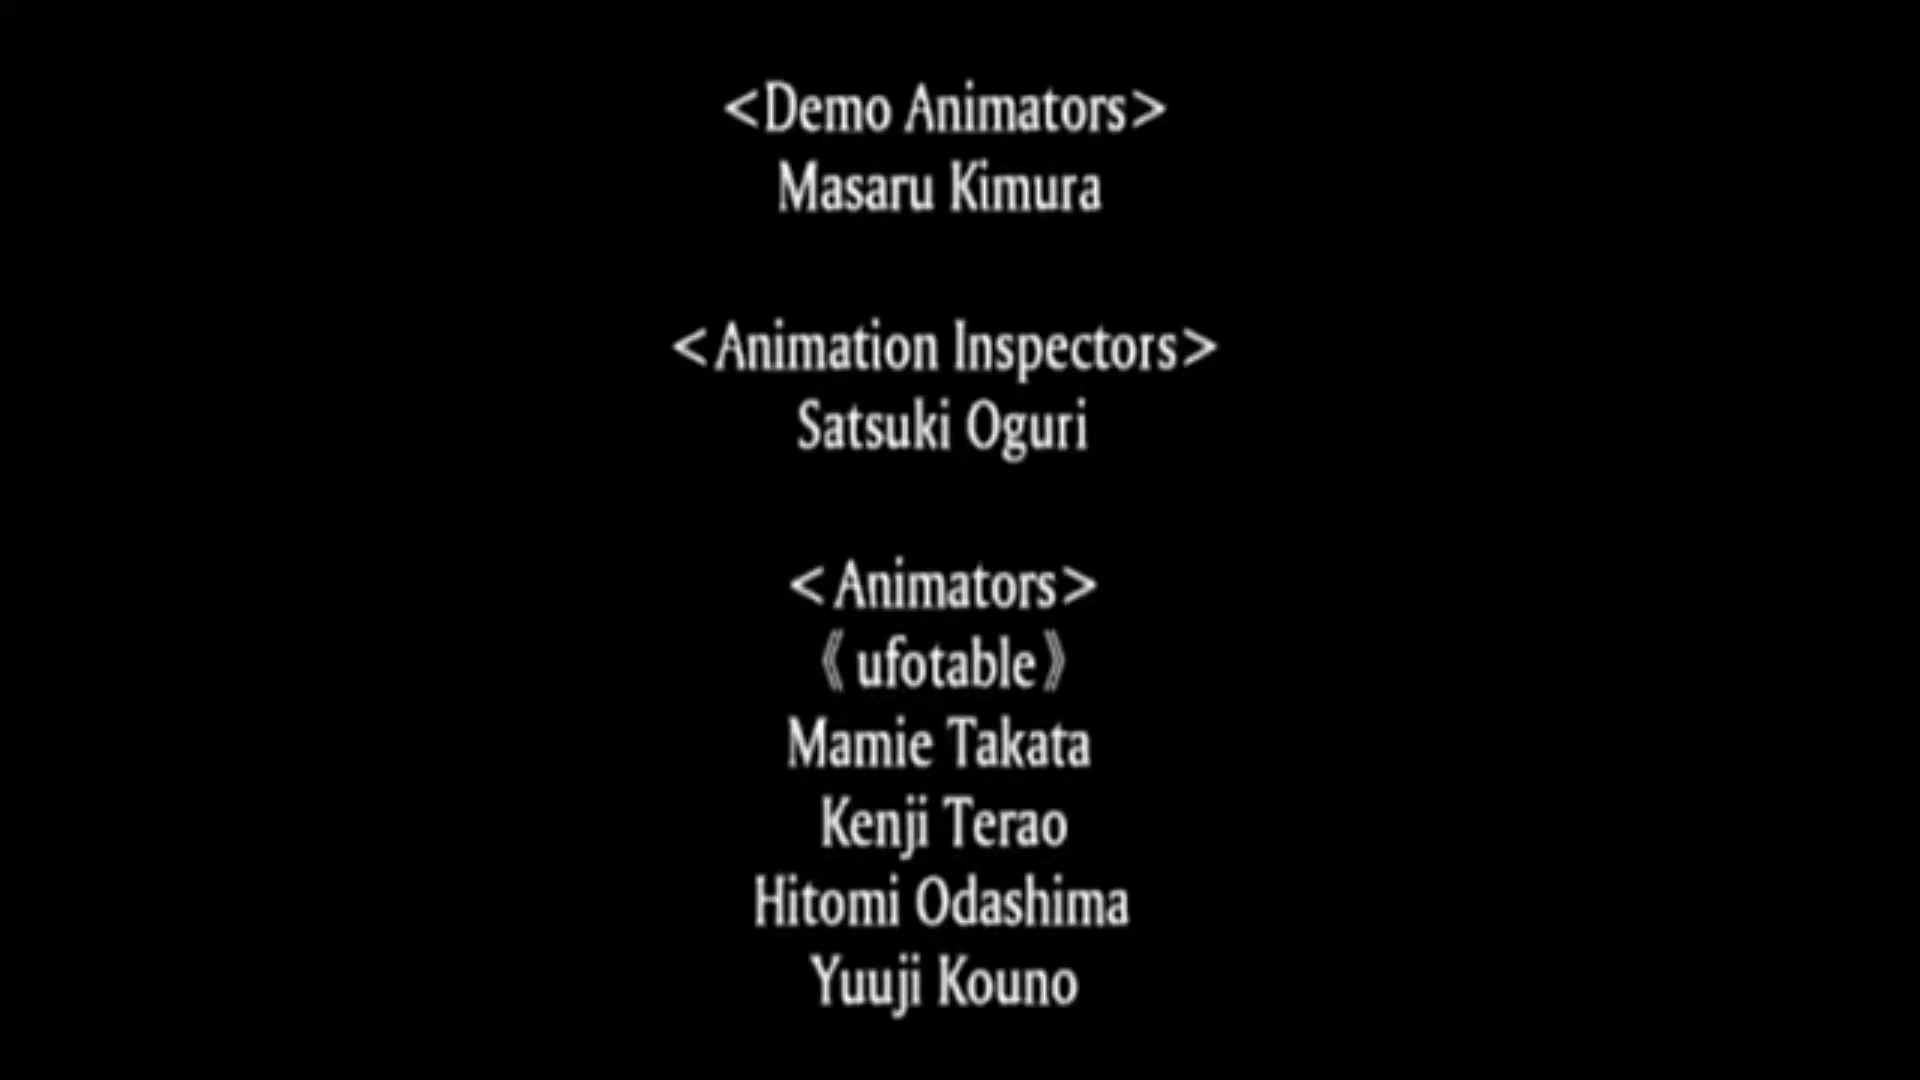 <Demo Animators>
Masaru Kimura
<Animation Inspectors>
Satsuki Oguri
<Animators>
《ufotable》
Mamie Takata
Kenji Terao
Hitomi Odashima
Yuuji Kouno